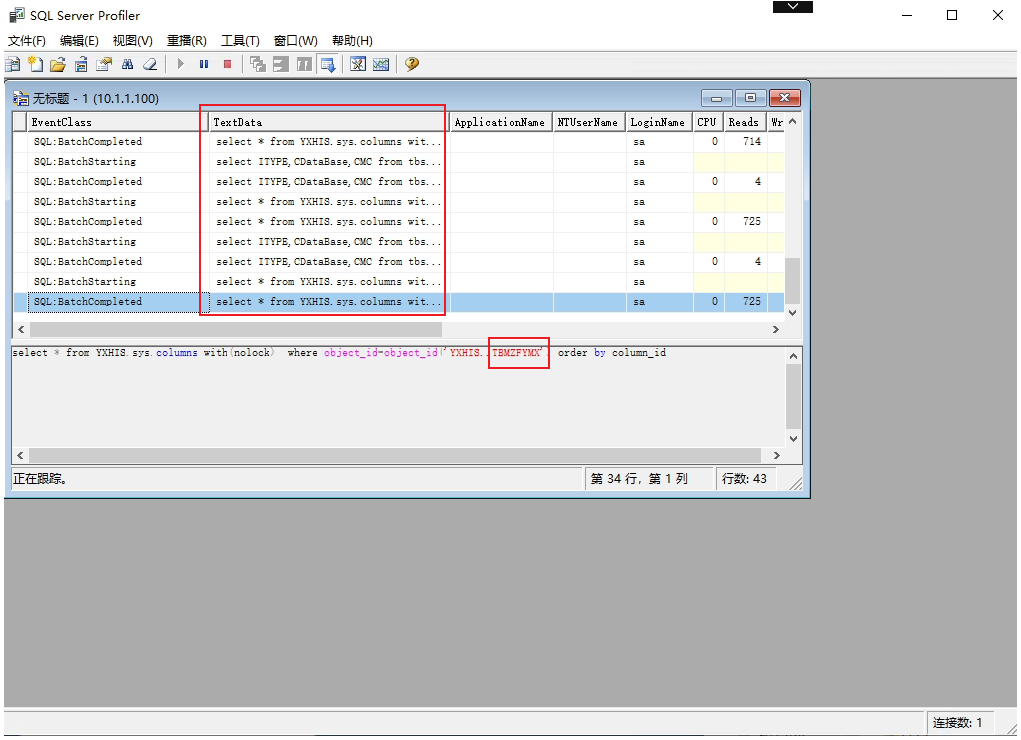 SQL Server Profiler
文件(F) 编辑(E) 视图(V) 重播(R) 工具(T) 窗口(W) 帮助(H)
无标题 - 1 (10.1.1.100)
EventClass TextData ApplicationName NTUserName LoginName CPU Reads Wr
SQL:BatchCompleted select * from YXHIS.sys.columns wit... sa 0 714
SQL:BatchStarting select ITYPE,CDataBase,CMC from tbs... sa
SQL:BatchCompleted select ITYPE,CDataBase,CMC from tbs... sa 0 4
SQL:BatchStarting select * from YXHIS.sys.columns wit... sa
SQL:BatchCompleted select * from YXHIS.sys.columns wit... sa 0 725
SQL:BatchStarting select ITYPE,CDataBase,CMC from tbs... sa
SQL:BatchCompleted select ITYPE,CDataBase,CMC from tbs... sa 0 4
SQL:BatchStarting select * from YXHIS.sys.columns wit... sa
SQL:BatchCompleted select * from YXHIS.sys.columns wit... sa 0 725
select * from YXHIS.sys.columns with(nolock) where object_id=object_id('YXHIS..TBMZFYMX') order by column_id
正在跟踪。 第 34 行，第 1 列 行数: 43
连接数: 1